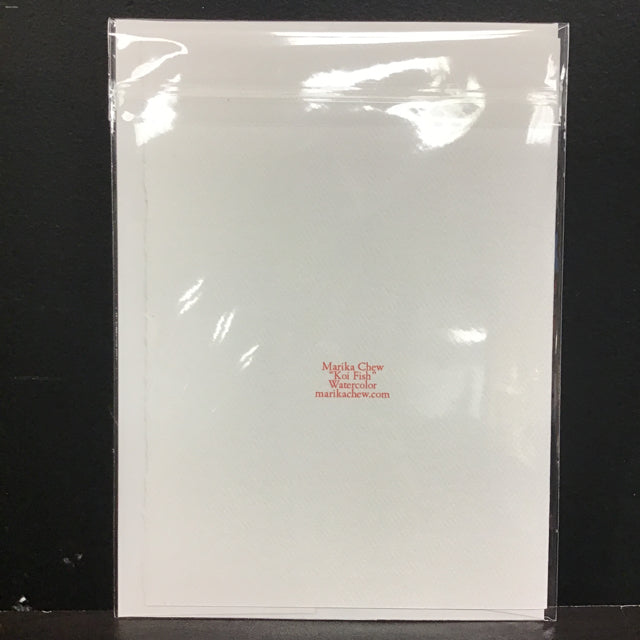 Marika Chew
"Koi Fish"
Watercolor
marikachew.com